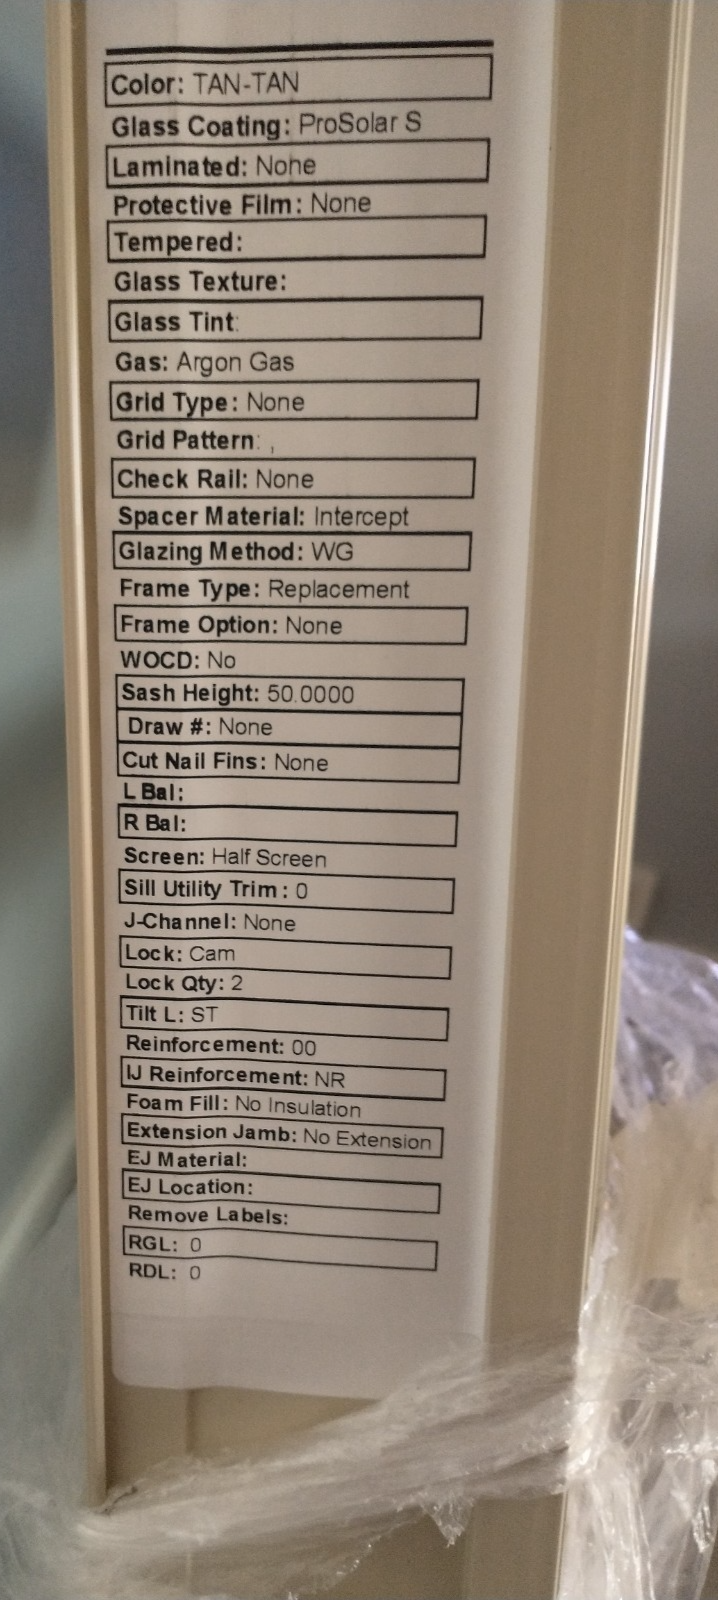 Color: TAN-TAN
Glass Coating: ProSolar S
Laminated: None
Protective Film: None
Tempered:
Glass Texture:
Glass Tint:
Gas: Argon Gas
Grid Type: None
Grid Pattern: ,
Check Rail: None
Spacer Material: Intercept
Glazing Method: WG
Frame Type: Replacement
Frame Option: None
WOCD: No
Sash Height: 50.0000
Draw #: None
Cut Nail Fins: None
L Bal:
R Bal:
Screen: Half Screen
Sill Utility Trim: 0
J-Channel: None
Lock: Cam
Lock Qty: 2
Tilt L: ST
Reinforcement: 00
IJ Reinforcement: NR
Foam Fill: No Insulation
Extension Jamb: No Extension
EJ Material:
EJ Location:
Remove Labels:
RGL: 0
RDL: 0